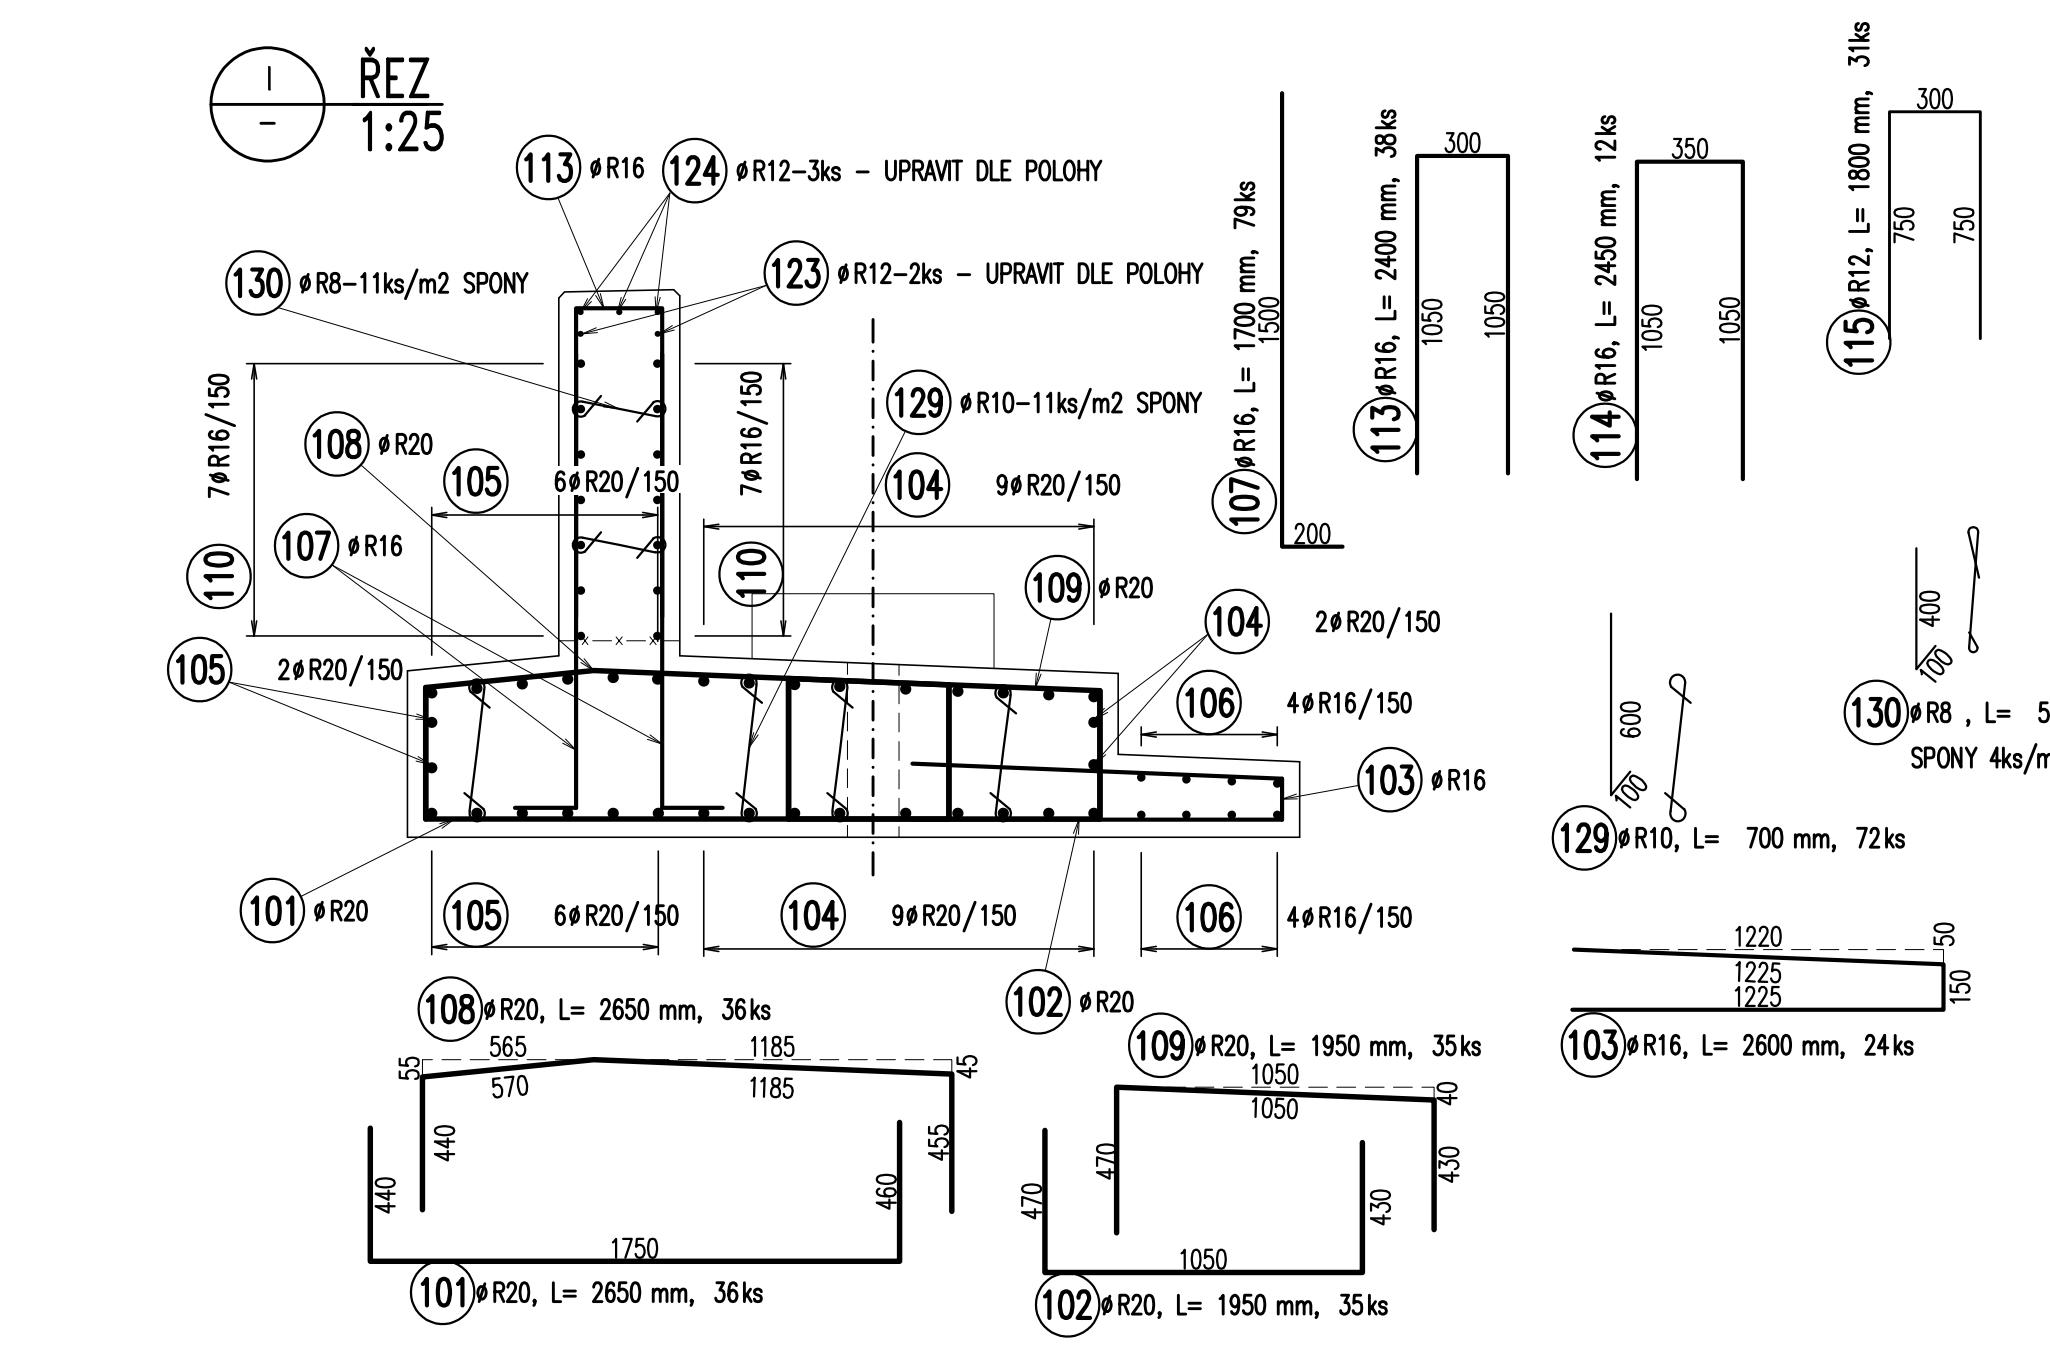 ŘEZ
1:25
113 øR16
124 øR12-3ks - UPRAVIT DLE POLOHY
130 øR8-11ks/m2 SPONY
123 øR12-2ks - UPRAVIT DLE POLOHY
7øR16/150
110
7øR16/150
110
108 øR20
105 6øR20/150
129 øR10-11ks/m2 SPONY
104 9øR20/150
107 øR16
109 øR20
105 2øR20/150
104 2øR20/150
106 4øR16/150
103 øR16
101 øR20
105 6øR20/150
104 9øR20/150
106 4øR16/150
102 øR20
107 øR16, L= 1700 mm, 79ks
1500
200
113 øR16, L= 2400 mm, 38ks
300
1050
1050
114 øR16, L= 2450 mm, 12ks
350
1050
1050
115 øR12, L= 1800 mm, 31ks
300
750
750
400
100
130 øR8 , L=
SPONY 4ks/m
600
100
129 øR10, L= 700 mm, 72ks
1220
50
1225
1225
150
103 øR16, L= 2600 mm, 24ks
108 øR20, L= 2650 mm, 36ks
565
1185
55
45
570
1185
440
455
440
460
1750
101 øR20, L= 2650 mm, 36ks
109 øR20, L= 1950 mm, 35ks
1050
40
1050
470
430
470
430
1050
102 øR20, L= 1950 mm, 35ks